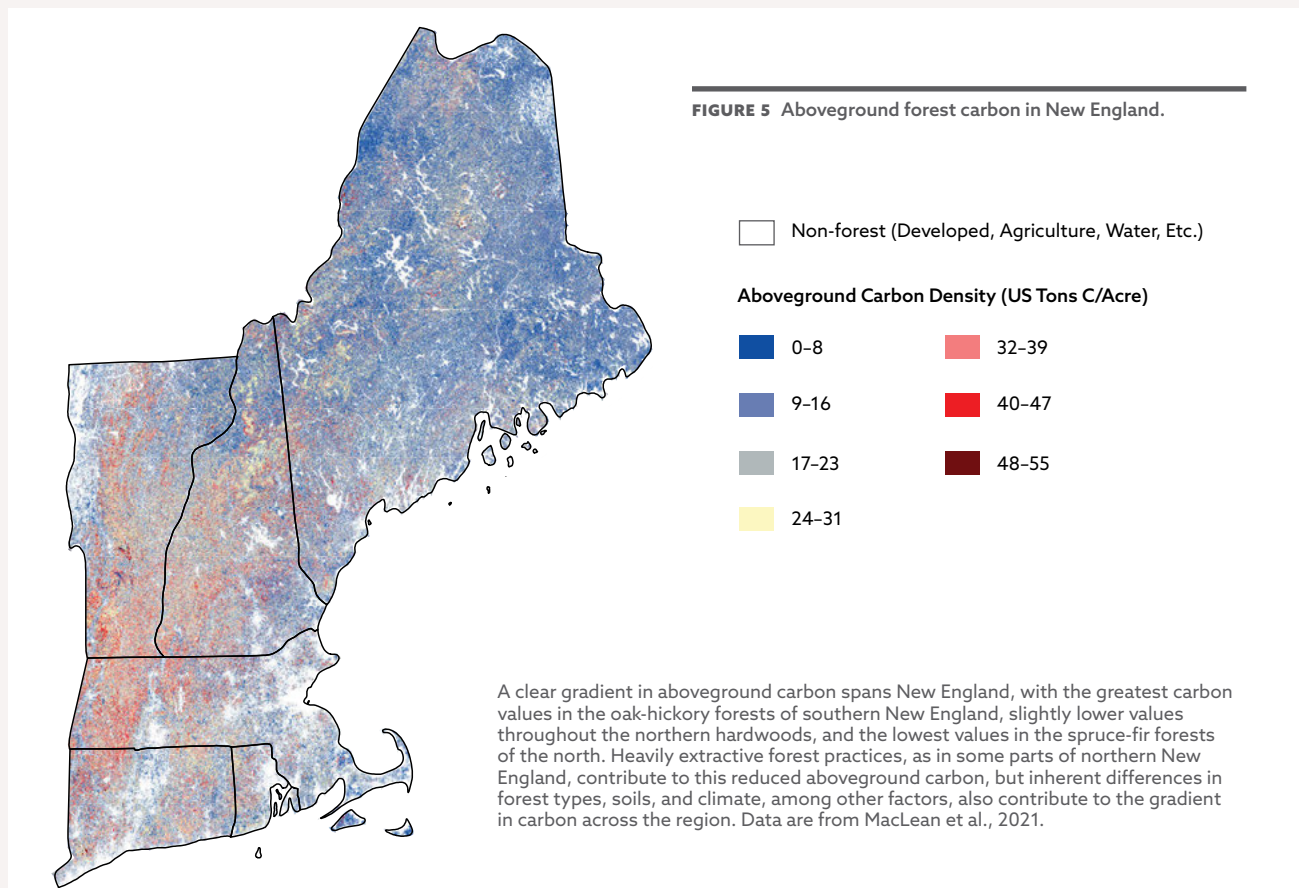 FIGURE 5 Aboveground forest carbon in New England.
Non-forest (Developed, Agriculture, Water, Etc.)
Aboveground Carbon Density (US Tons C/Acre)
0–8
9–16
17–23
24–31
32–39
40–47
48–55
A clear gradient in aboveground carbon spans New England, with the greatest carbon
values in the oak-hickory forests of southern New England, slightly lower values
throughout the northern hardwoods, and the lowest values in the spruce-fir forests
of the north. Heavily extractive forest practices, as in some parts of northern New
England, contribute to this reduced aboveground carbon, but inherent differences in
forest types, soils, and climate, among other factors, also contribute to the gradient
in carbon across the region. Data are from MacLean et al., 2021.